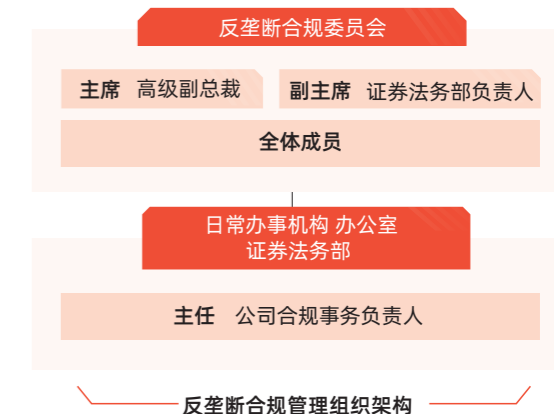 反垄断合规委员会
主席 高级副总裁
副主席 证券法务部负责人
全体成员
日常办事机构 办公室
证券法务部
主任 公司合规事务负责人
反垄断合规管理组织架构